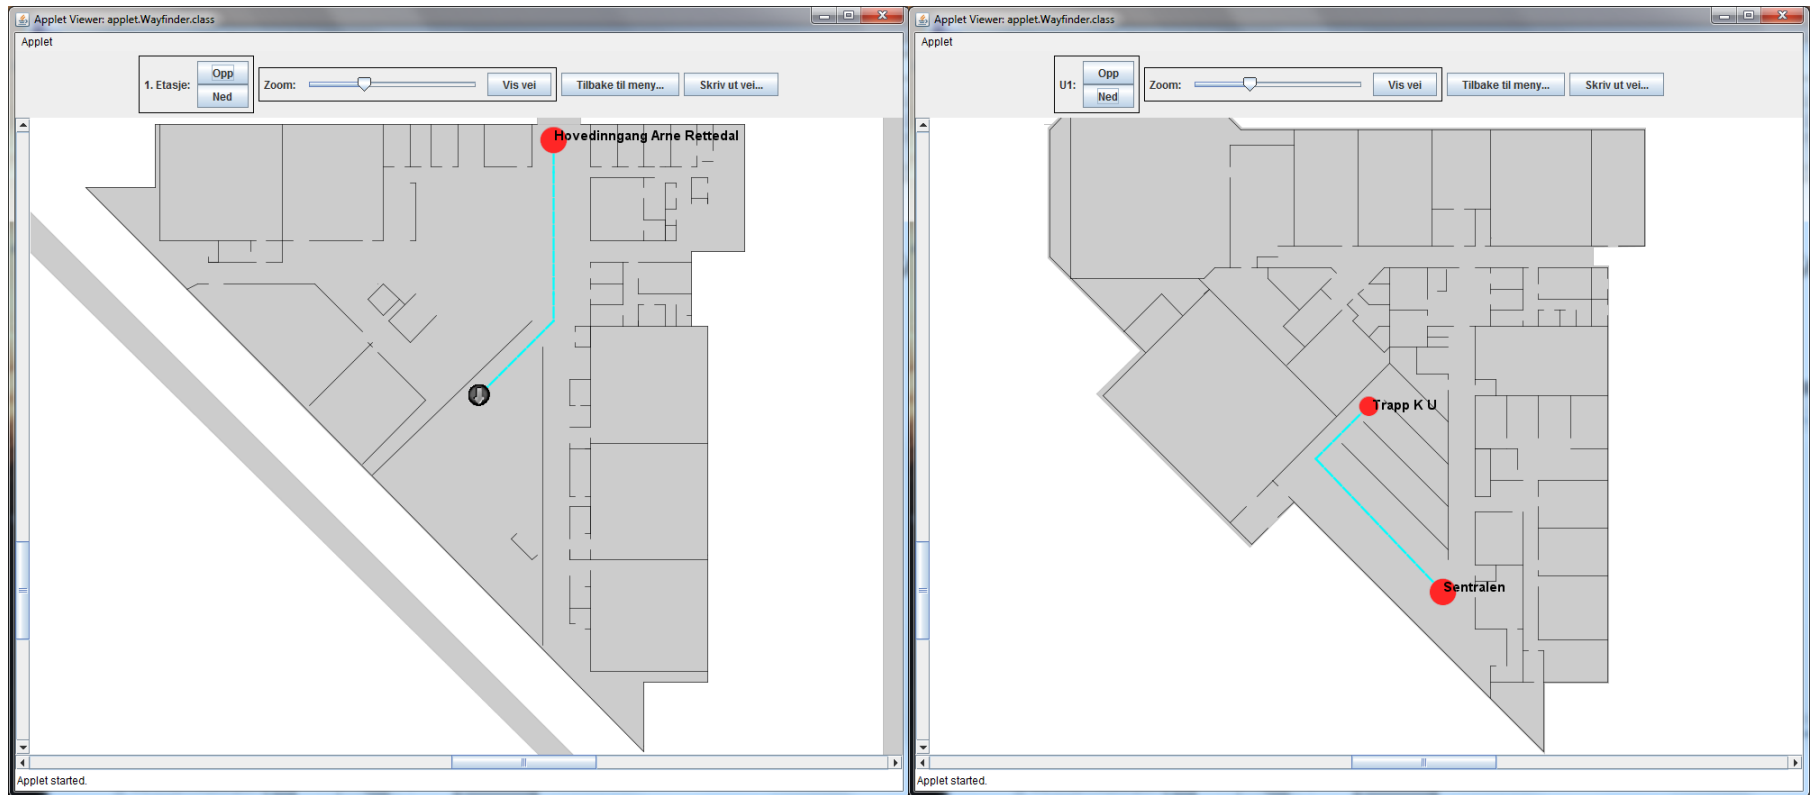 Applet Viewer: applet.Wayfinder.class
Applet
1. Etasje:
Opp
Ned
Zoom:
Vis vei
Tilbake til meny...
Skriv ut vei...
Hovedinngang Arne Rettedal
Applet started.
Applet Viewer: applet.Wayfinder.class
Applet
U1:
Opp
Ned
Zoom:
Vis vei
Tilbake til meny...
Skriv ut vei...
Trapp K U
Sentralen
Applet started.